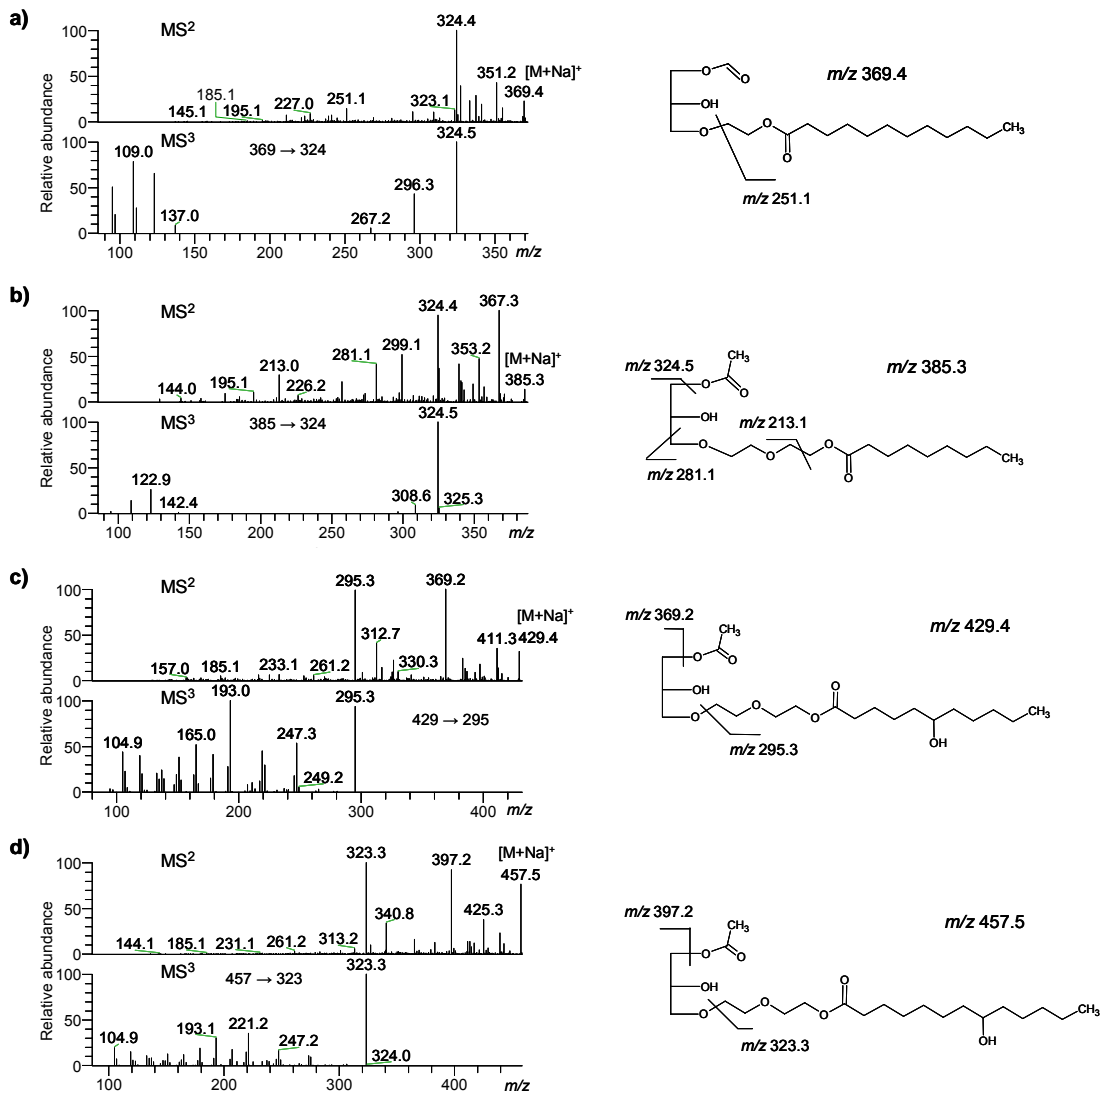 a)
MS2
324.4
[M+Na]+
351.2
369.4
185.1
145.1
195.1
227.0
251.1
323.1
100
50
0
Relative abundance
MS3
369 → 324
324.5
109.0
137.0
267.2
296.3
100
50
0
Relative abundance
100 150 200 250 300 350 m/z
m/z 369.4
O
O
OH
O
O
O
CH3
m/z 251.1
b)
MS2
324.4
367.3
[M+Na]+
385.3
144.0
195.1
213.0
226.2
281.1
299.1
353.2
100
50
0
Relative abundance
MS3
385 → 324
324.5
122.9
142.4
308.6
325.3
100
50
0
Relative abundance
100 150 200 250 300 350 m/z
m/z 385.3
m/z 324.5
CH3
O
O
OH
m/z 213.1
O
O
O
O
CH3
m/z 281.1
c)
MS2
295.3
369.2
[M+Na]+
411.3
429.4
157.0
185.1
233.1
261.2
312.7
330.3
100
50
0
Relative abundance
MS3
429 → 295
193.0
295.3
104.9
165.0
247.3
249.2
100
50
0
Relative abundance
100 200 300 400 m/z
m/z 429.4
m/z 369.2
CH3
O
O
OH
O
O
O
O
OH
CH3
m/z 295.3
d)
MS2
323.3
397.2
[M+Na]+
457.5
425.3
340.8
144.1
185.1
231.1
261.2
313.2
100
50
0
Relative abundance
MS3
457 → 323
323.3
104.9
193.1
221.2
247.2
324.0
100
50
0
Relative abundance
100 200 400 m/z
m/z 457.5
m/z 397.2
CH3
O
O
OH
O
O
O
O
OH
CH3
m/z 323.3